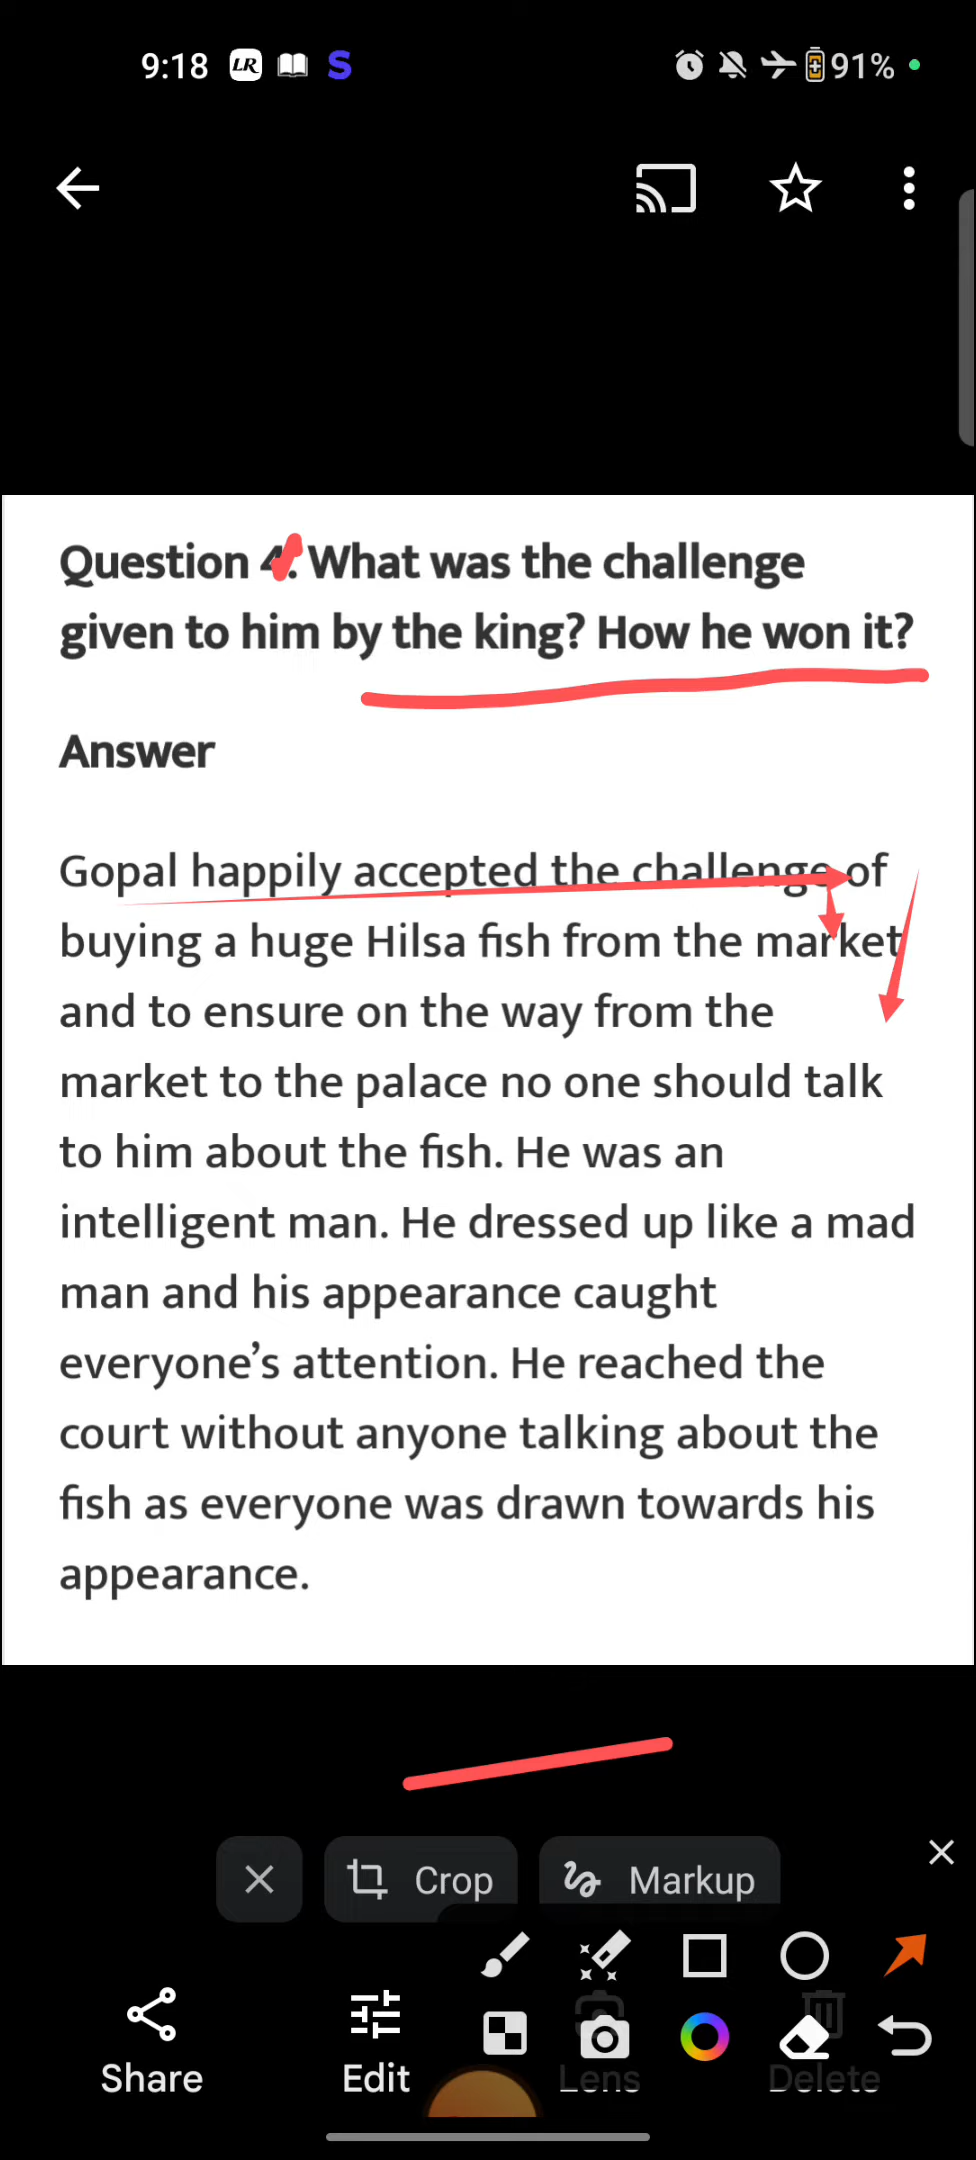 9:18 LR S 91%
Question 4. What was the challenge
given to him by the king? How he won it?
Answer
Gopal happily accepted the challenge of
buying a huge Hilsa fish from the market
and to ensure on the way from the
market to the palace no one should talk
to him about the fish. He was an
intelligent man. He dressed up like a mad
man and his appearance caught
everyone’s attention. He reached the
court without anyone talking about the
fish as everyone was drawn towards his
appearance.
Crop Markup
Share Edit Lens Delete